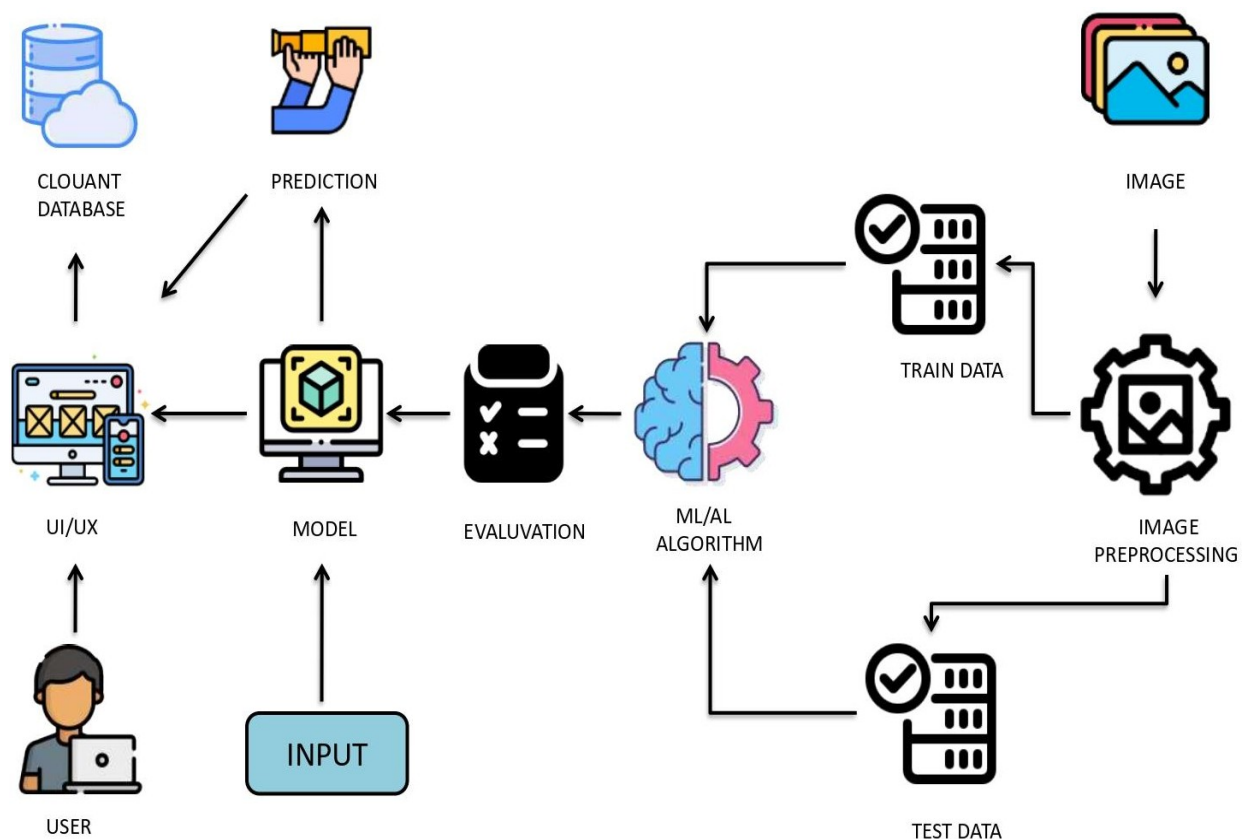 CLOUANT
DATABASE
PREDICTION
IMAGE
TRAIN DATA
UI/UX
MODEL
EVALUVATION
ML/AL
ALGORITHM
IMAGE
PREPROCESSING
INPUT
USER
TEST DATA